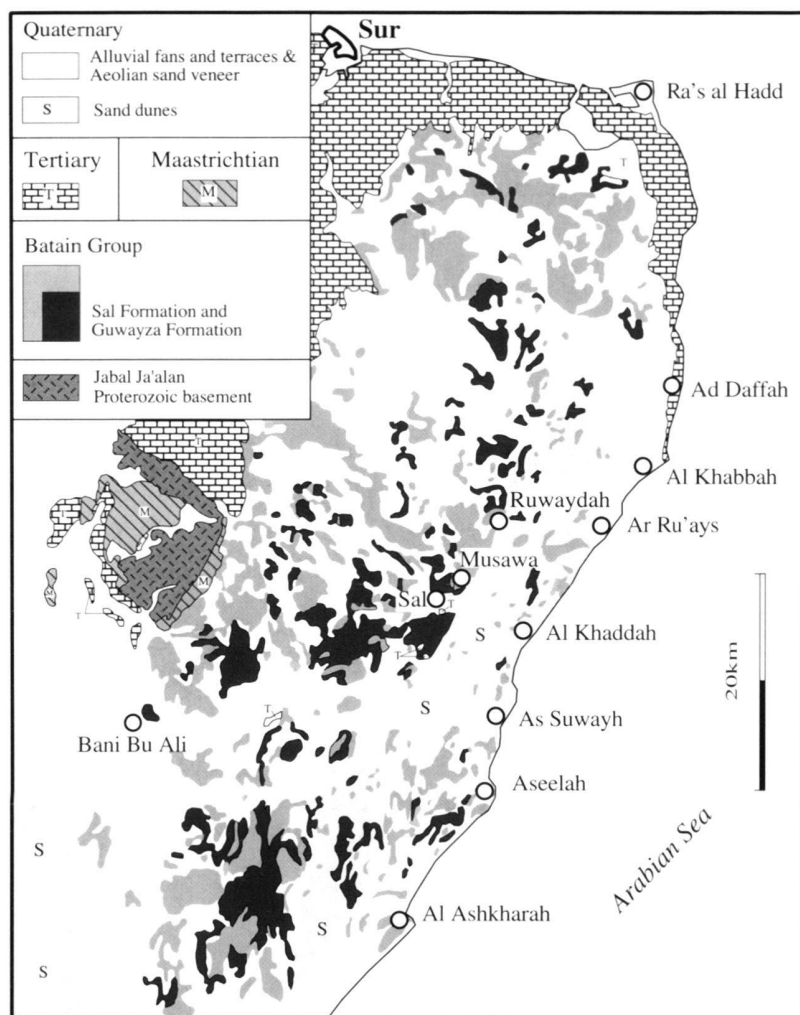 Quaternary
Alluvial fans and terraces &
Aeolian sand veneer
S
Sand dunes
Tertiary
Maastrichtian
T
M
Batain Group
Sal Formation and
Guwayza Formation
Jabal Ja'alan
Proterozoic basement
Sur
Ra's al Hadd
T
Ad Daffah
T
Al Khabbah
Ruwaydah
M
T
Ar Ru'ays
Musawa
M
M
Sal
T
T
S
Al Khaddah
T
20km
T
S
As Suwayh
Bani Bu Ali
Aseelah
Arabian Sea
S
Al Ashkharah
S
S